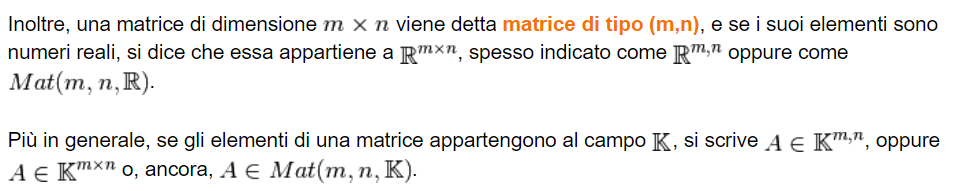 Inoltre, una matrice di dimensione m × n viene detta matrice di tipo (m,n), e se i suoi elementi sono
numeri reali, si dice che essa appartiene a ℝ^{m×n}, spesso indicato come ℝ^{m,n} oppure come
Mat(m, n, ℝ).
Più in generale, se gli elementi di una matrice appartengono al campo 𝕂, si scrive A ∈ 𝕂^{m,n}, oppure
A ∈ 𝕂^{m×n} o, ancora, A ∈ Mat(m, n, 𝕂).